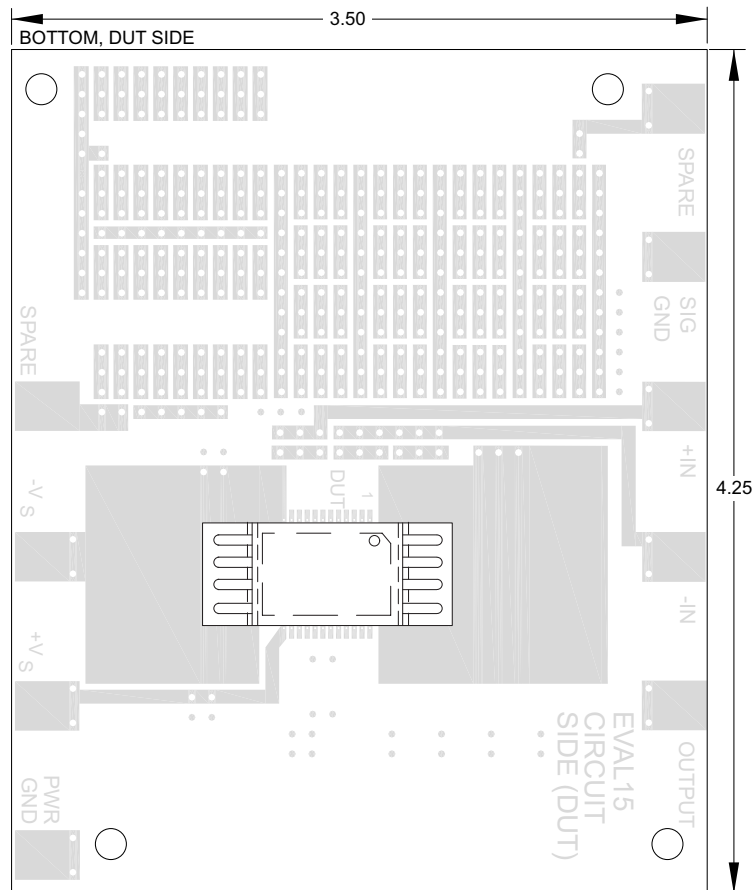 3.50
BOTTOM, DUT SIDE
SPARE
SIG
GND
SPARE
+IN
4.25
-V
S
DUT
1
-IN
+V
S
EVAL15
CIRCUIT
SIDE (DUT)
OUTPUT
PWR
GND